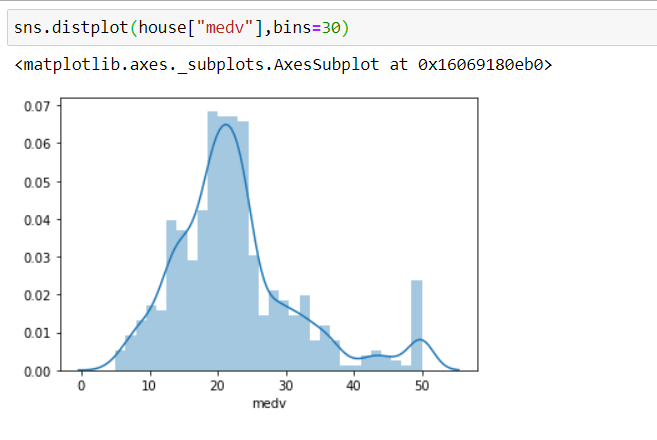 sns.distplot(house["medv"],bins=30)
<matplotlib.axes._subplots.AxesSubplot at 0x16069180eb0>
0.07
0.06
0.05
0.04
0.03
0.02
0.01
0.00
0 10 20 30 40 50
medv